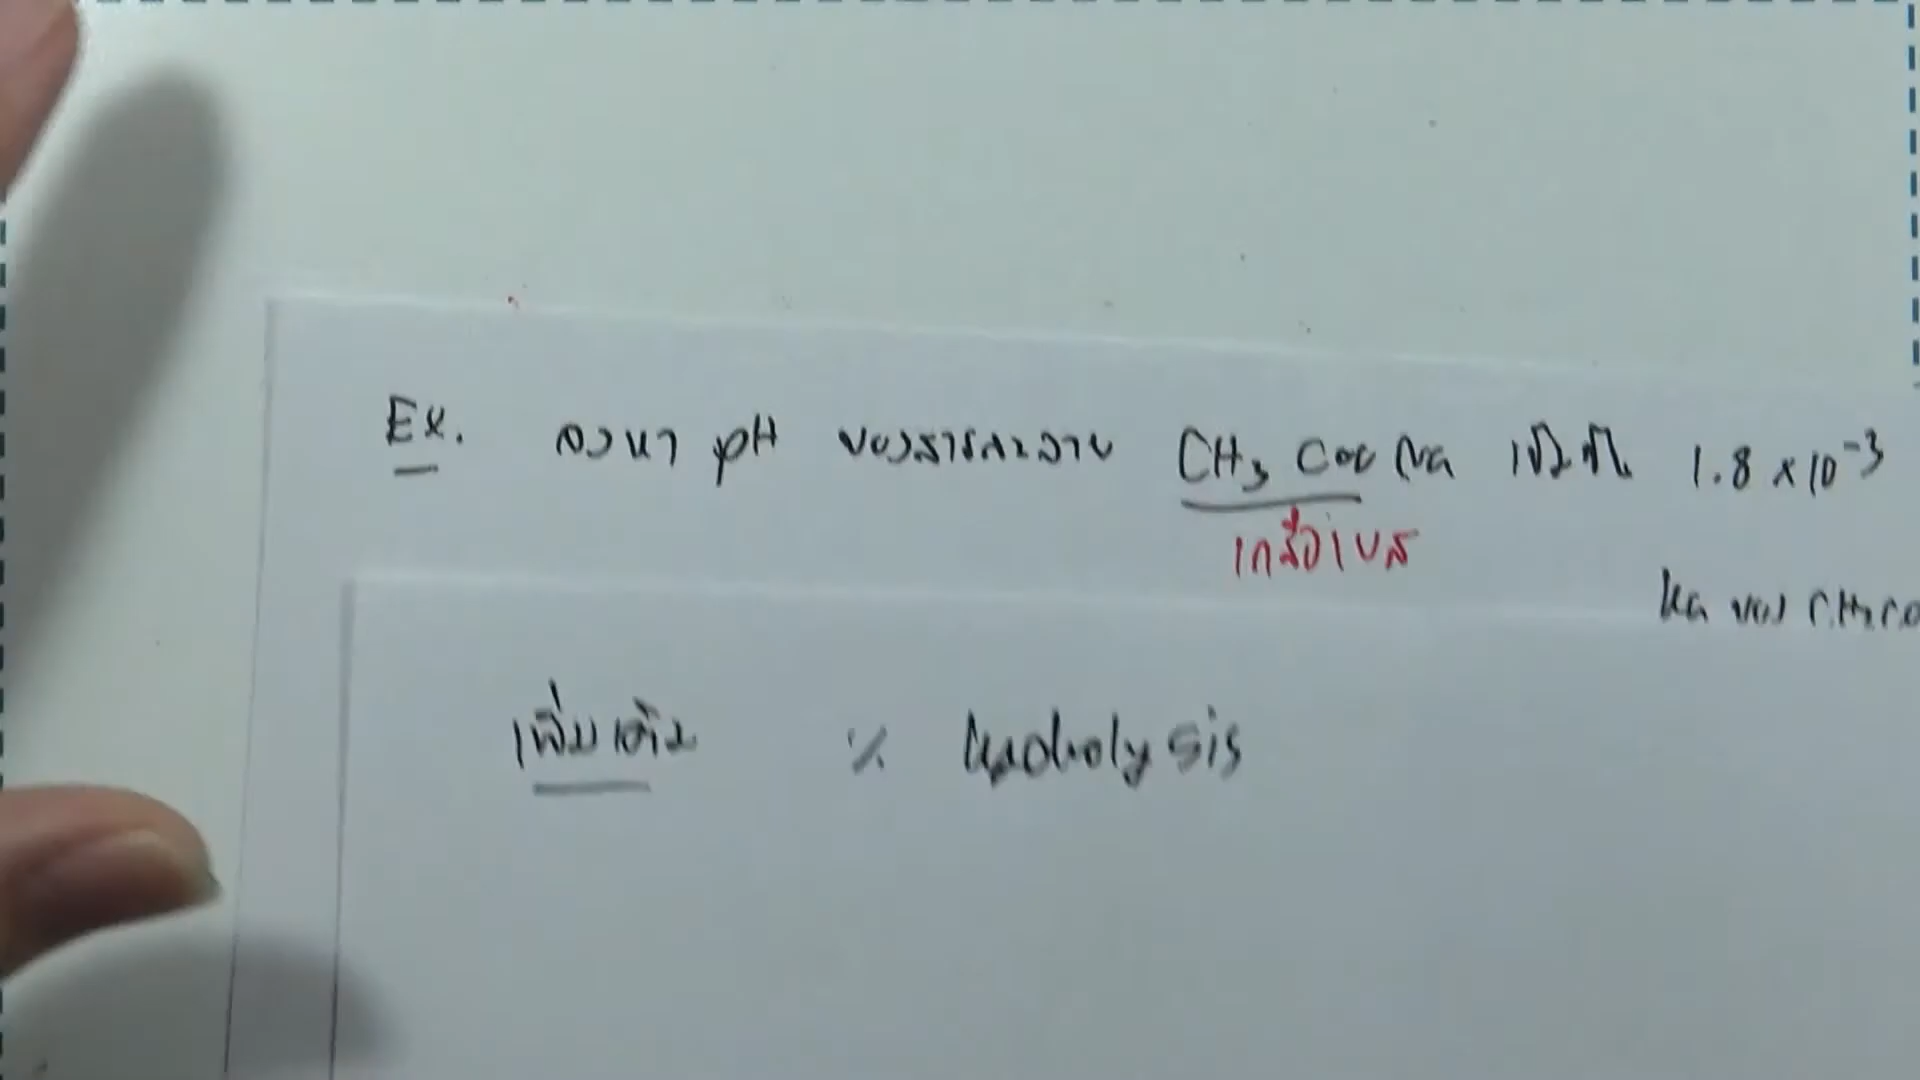 Ex. จงหา pH ของสารละลาย CH₃COONa เข้มข้น 1.8 × 10⁻³
เกลือเบส
Ka ของ CH₃CO
เพิ่มเติม % hydrolysis